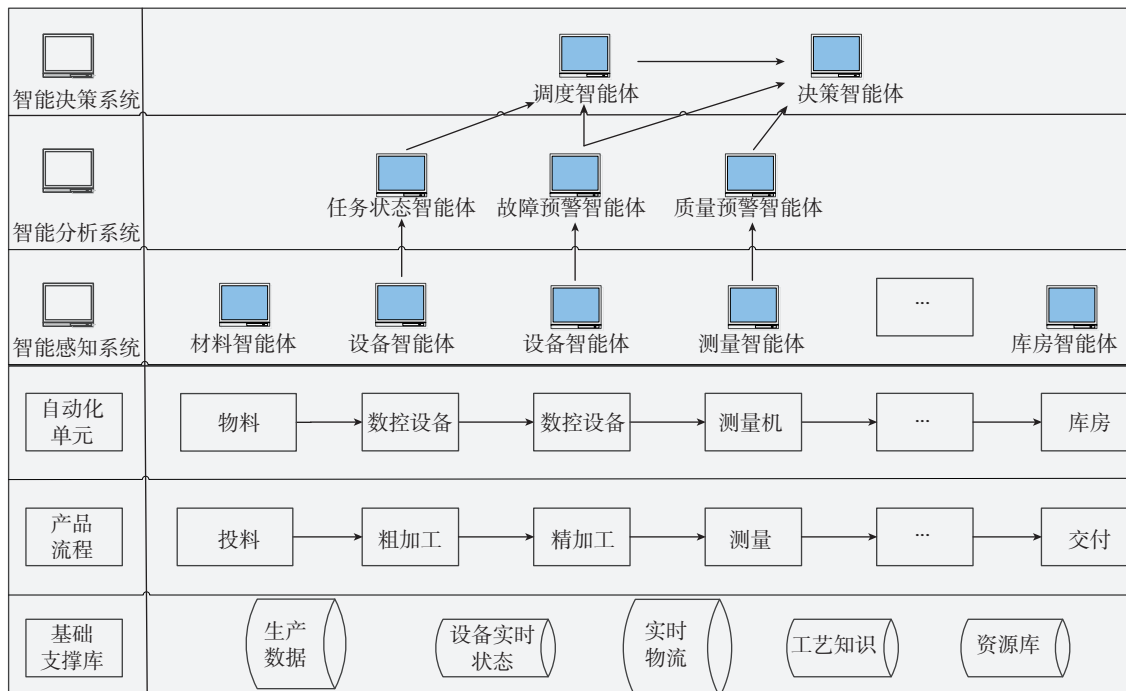 调度智能体
决策智能体
智能决策系统
任务状态智能体
故障预警智能体
质量预警智能体
智能分析系统
...
智能感知系统
材料智能体
设备智能体
设备智能体
测量智能体
库房智能体
自动化
单元
物料
数控设备
数控设备
测量机
...
库房
产品
流程
投料
粗加工
精加工
测量
...
交付
基础
支撑库
生产
数据
设备实时
状态
实时
物流
工艺知识
资源库